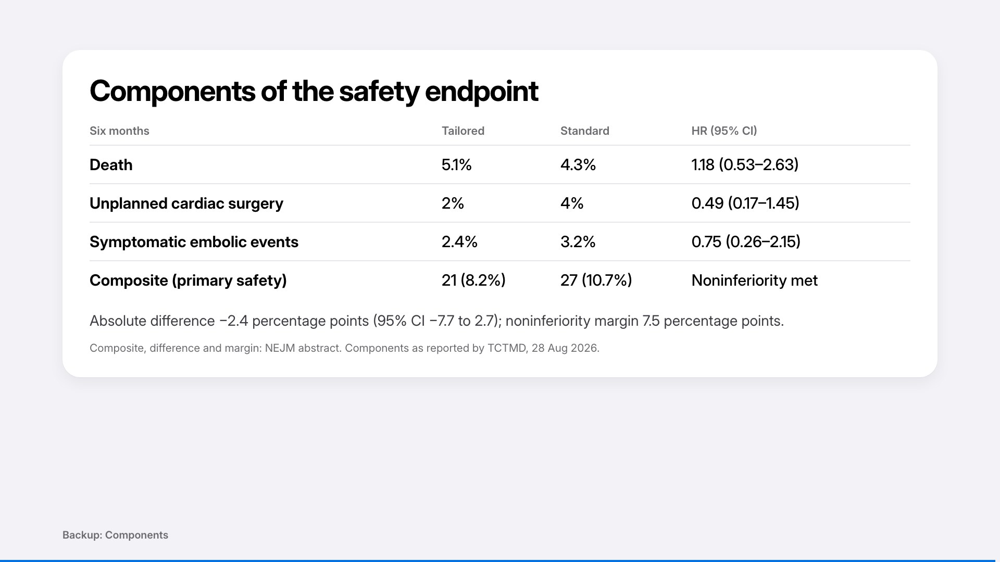 Components of the safety endpoint
Six months Tailored Standard HR (95% CI)
Death 5.1% 4.3% 1.18 (0.53–2.63)
Unplanned cardiac surgery 2% 4% 0.49 (0.17–1.45)
Symptomatic embolic events 2.4% 3.2% 0.75 (0.26–2.15)
Composite (primary safety) 21 (8.2%) 27 (10.7%) Noninferiority met
Absolute difference −2.4 percentage points (95% CI −7.7 to 2.7); noninferiority margin 7.5 percentage points.
Composite, difference and margin: NEJM abstract. Components as reported by TCTMD, 28 Aug 2026.
Backup: Components